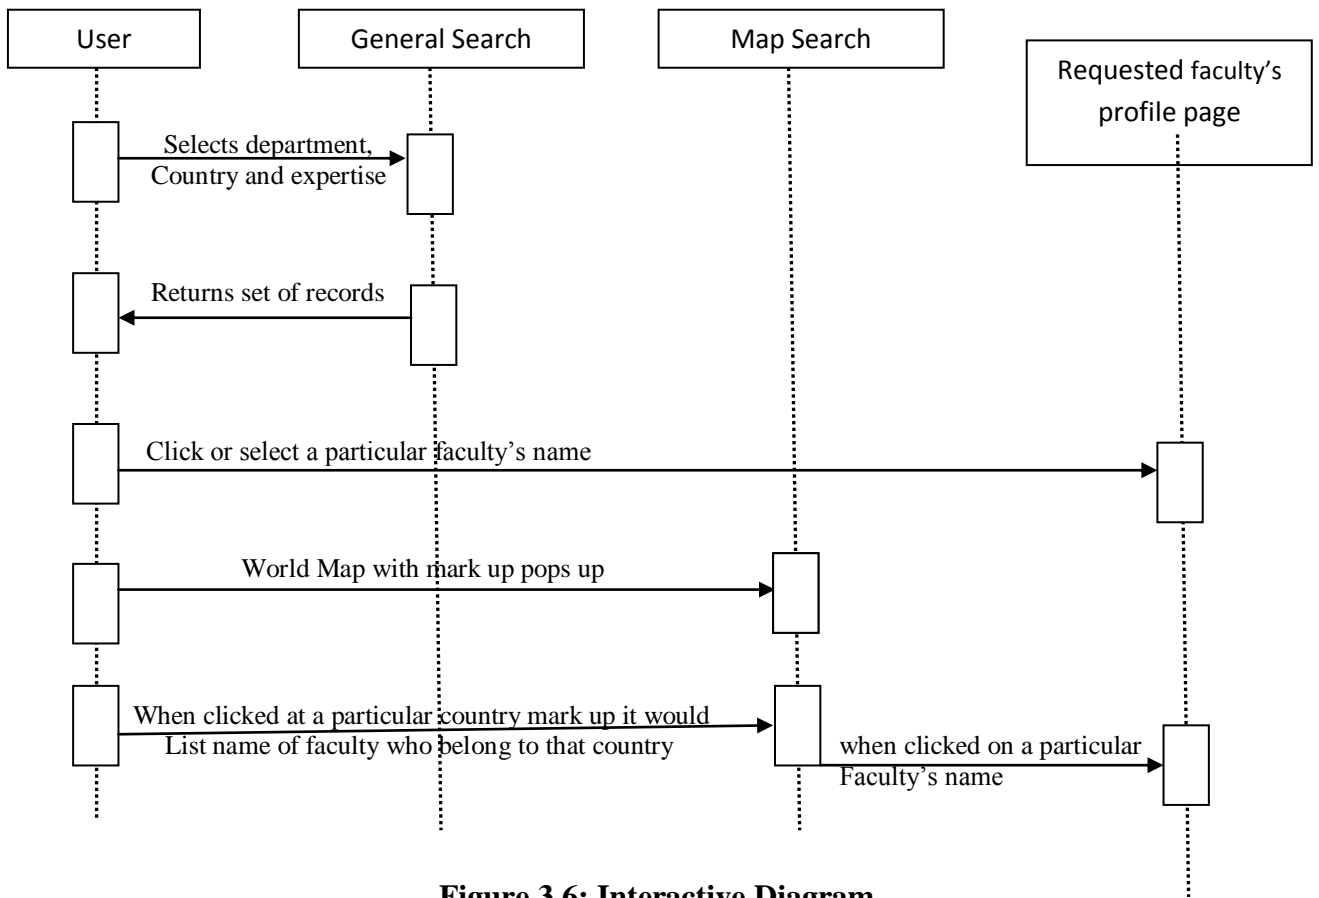 User
General Search
Map Search
Requested faculty's
profile page
Selects department,
Country and expertise
Returns set of records
Click or select a particular faculty's name
World Map with mark up pops up
When clicked at a particular country mark up it would
List name of faculty who belong to that country
when clicked on a particular
Faculty's name
Figure 3.6: Interactive Diagram